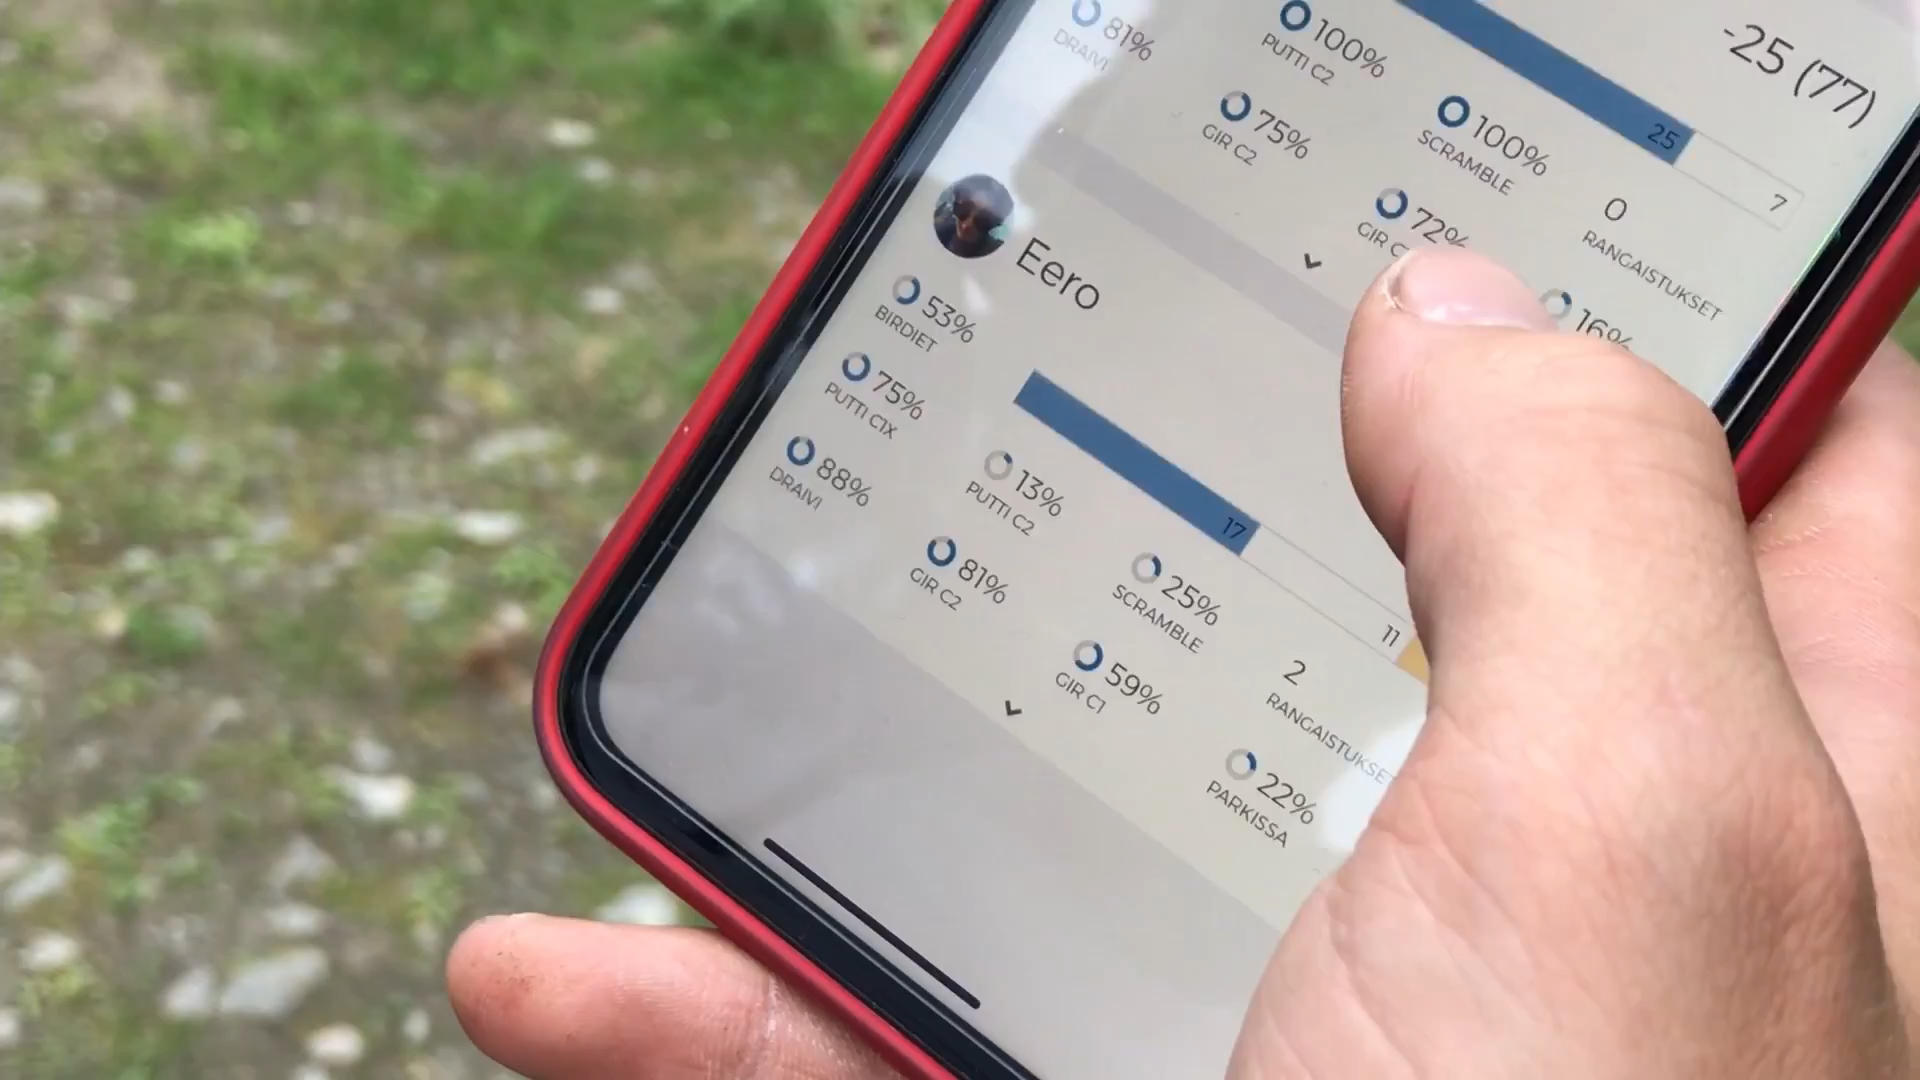 -25 (77)
25
7
81%
DRAIVI
100%
PUTTI C2
100%
SCRAMBLE
0
RANGAISTUKSET
75%
GIR C2
72%
GIR
16%
Eero
17
11
53%
BIRDIET
75%
PUTTI C1X
13%
PUTTI C2
25%
SCRAMBLE
2
RANGAISTUKSET
88%
DRAIVI
81%
GIR C2
59%
GIR C1
22%
PARKISSA